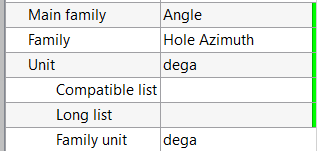 Main family Angle
Family Hole Azimuth
Unit dega
Compatible list
Long list
Family unit dega